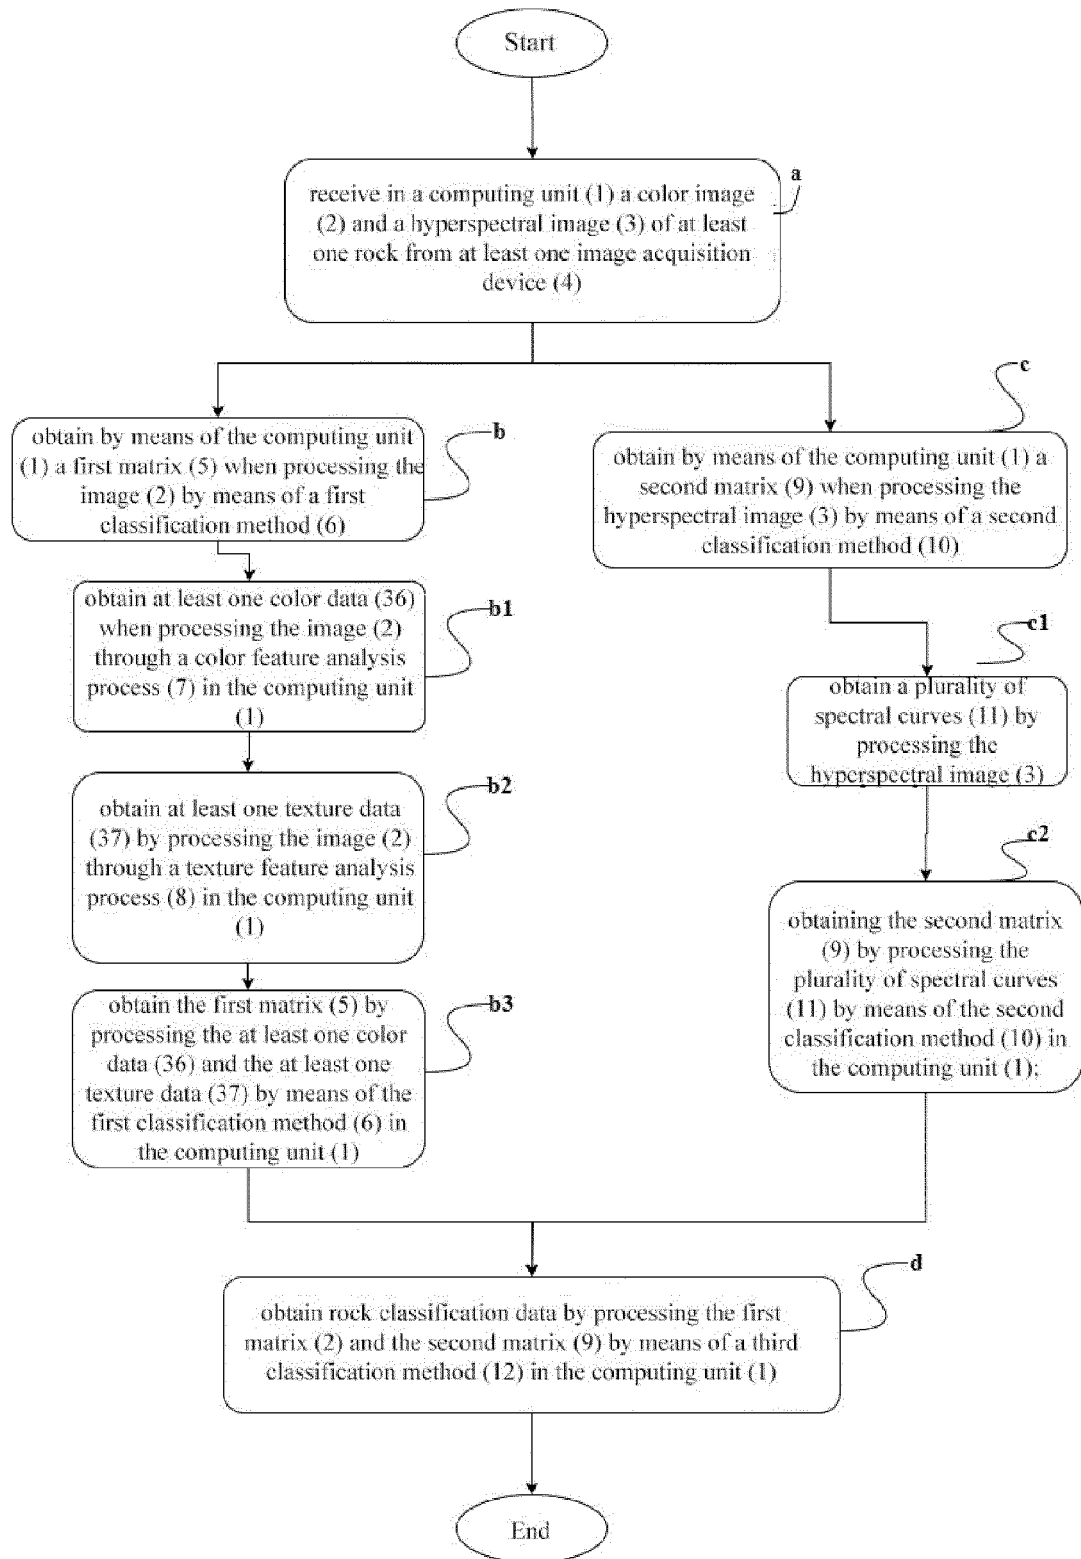 Start
a
receive in a computing unit (1) a color image
(2) and a hyperspectral image (3) of at least
one rock from at least one image acquisition
device (4)
b
obtain by means of the computing unit
(1) a first matrix (5) when processing the
image (2) by means of a first
classification method (6)
b1
obtain at least one color data (36)
when processing the image (2)
through a color feature analysis
process (7) in the computing unit
(1)
b2
obtain at least one texture data
(37) by processing the image (2)
through a texture feature analysis
process (8) in the computing unit
(1)
b3
obtain the first matrix (5) by
processing the at least one color
data (36) and the at least one
texture data (37) by means of the
first classification method (6) in
the computing unit (1)
c
obtain by means of the computing unit (1) a
second matrix (9) when processing the
hyperspectral image (3) by means of a second
classification method (10)
c1
obtain a plurality of
spectral curves (11) by
processing the
hyperspectral image (3)
c2
obtaining the second matrix
(9) by processing the
plurality of spectral curves
(11) by means of the second
classification method (10) in
the computing unit (1);
d
obtain rock classification data by processing the first
matrix (2) and the second matrix (9) by means of a third
classification method (12) in the computing unit (1)
End